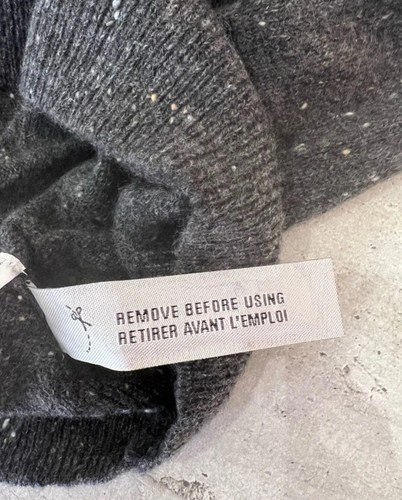 REMOVE BEFORE USING
RETIRER AVANT L'EMPLOI